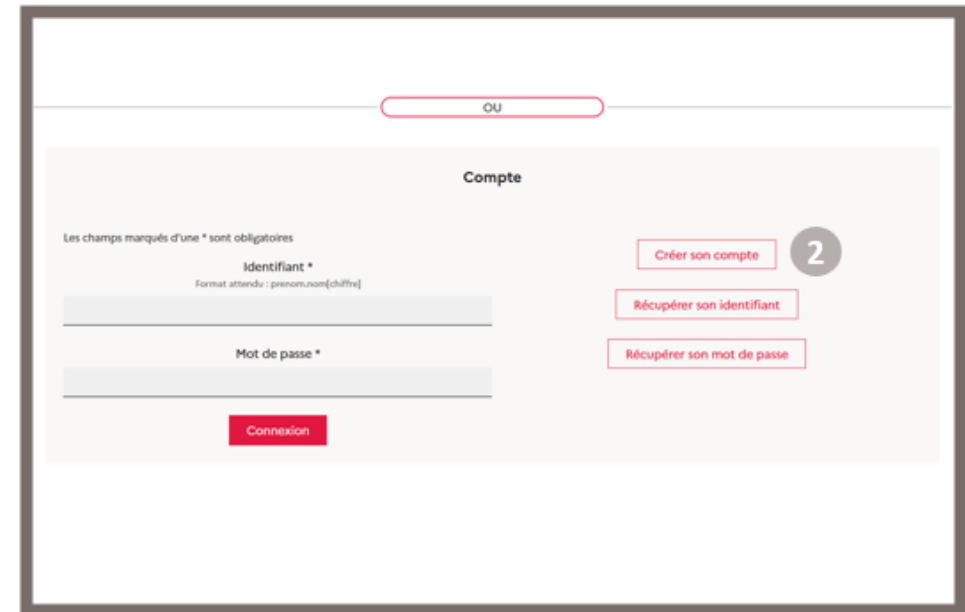 OU
Compte
Les champs marqués d'une * sont obligatoires
Identifiant *
Format attendu : prenom.nom[chiffre]
Mot de passe *
Connexion
Créer son compte
2
Récupérer son identifiant
Récupérer son mot de passe